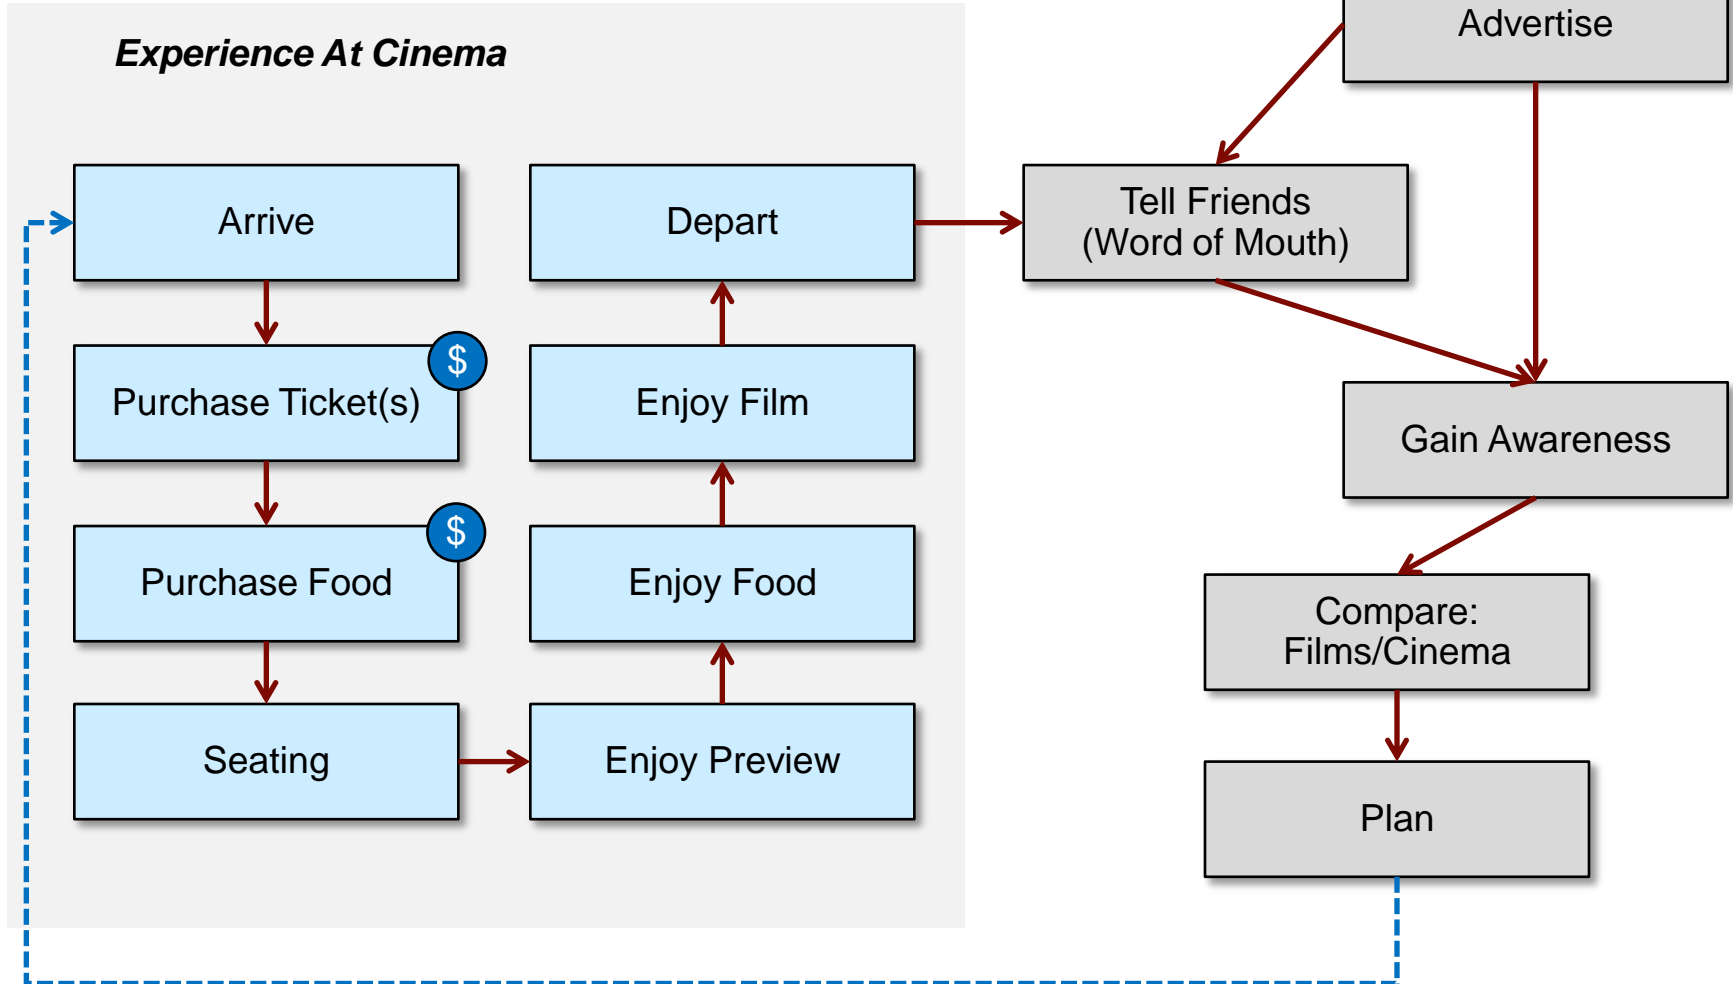 Experience At Cinema
Arrive
Purchase Ticket(s)
$
Purchase Food
$
Seating
Enjoy Preview
Enjoy Food
Enjoy Film
Depart
Tell Friends
(Word of Mouth)
Advertise
Gain Awareness
Compare:
Films/Cinema
Plan